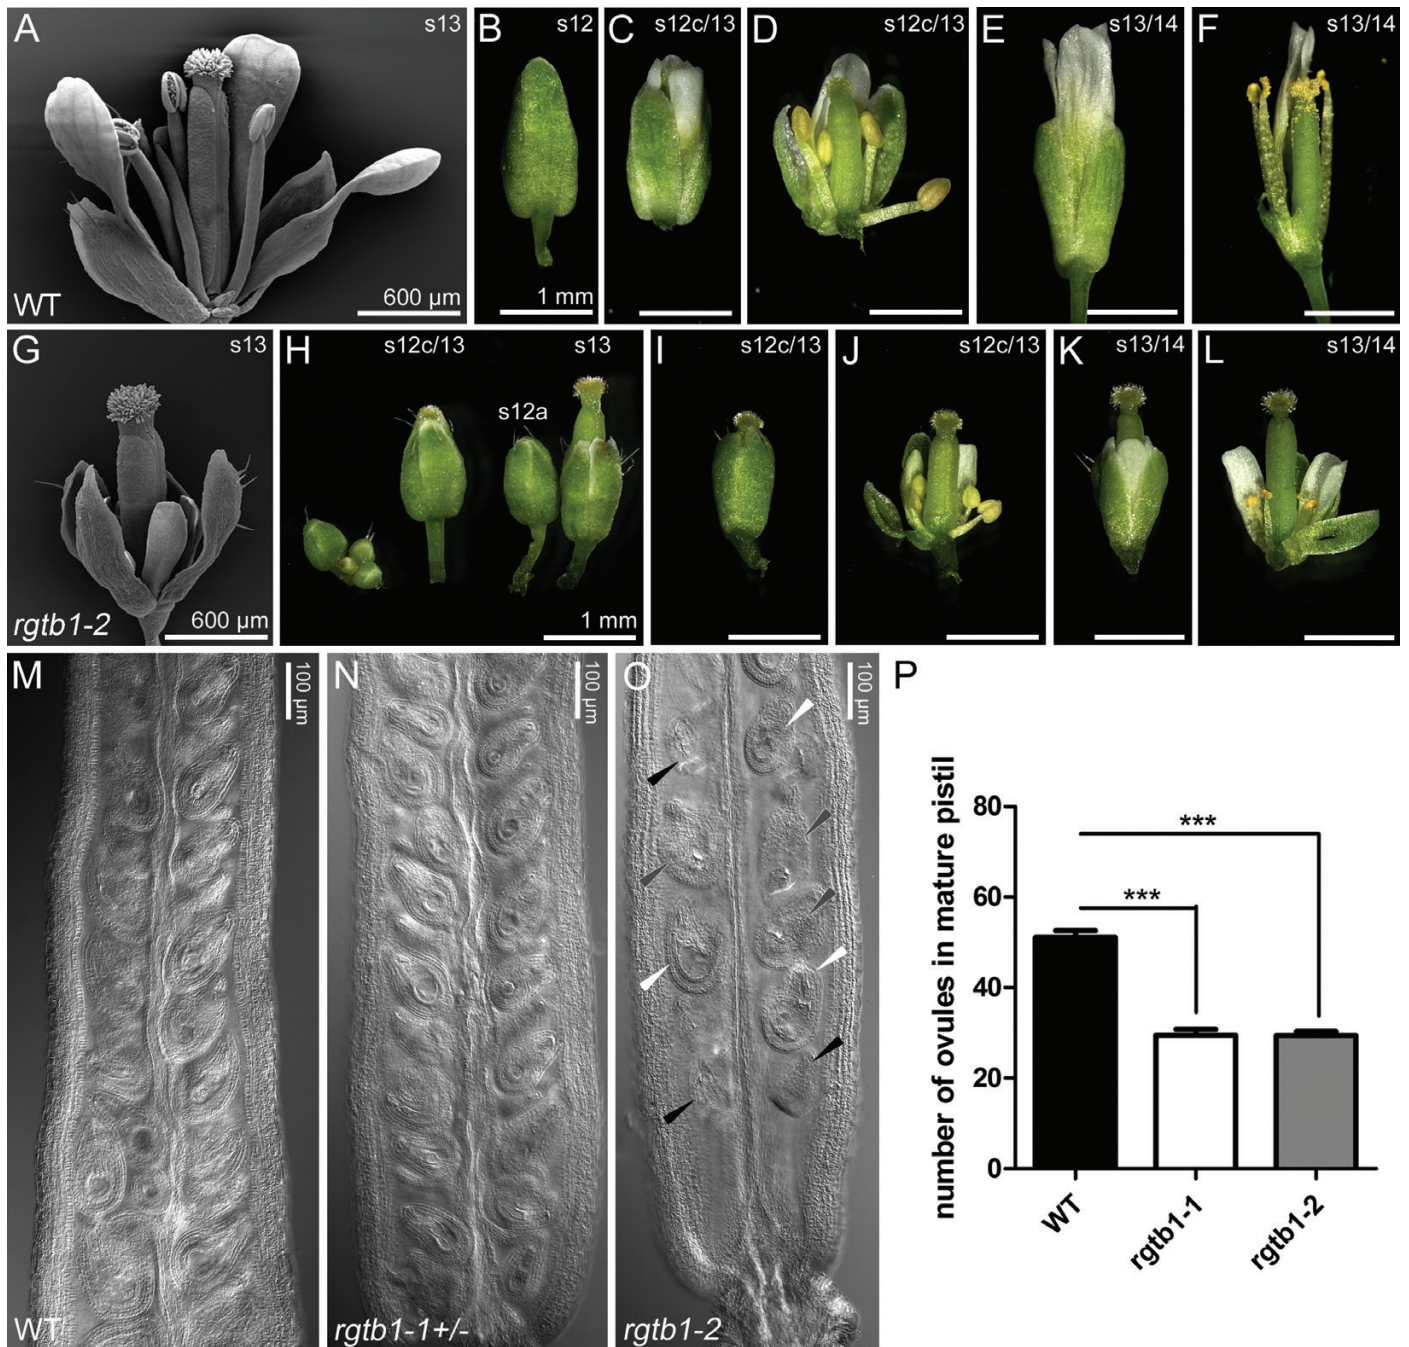 A s13
B s12
C s12c/13
D s12c/13
E s13/14
F s13/14
WT 600 µm
1 mm
G s13
H s12c/13 s13
s12a
I s12c/13
J s12c/13
K s13/14
L s13/14
rgtb1-2 600 µm
1 mm
M 100 µm
N 100 µm
O 100 µm
P
WT
rgtb1-1+/-
rgtb1-2
number of ovules in mature pistil
80
60
40
20
0
***
***
WT
rgtb1-1
rgtb1-2